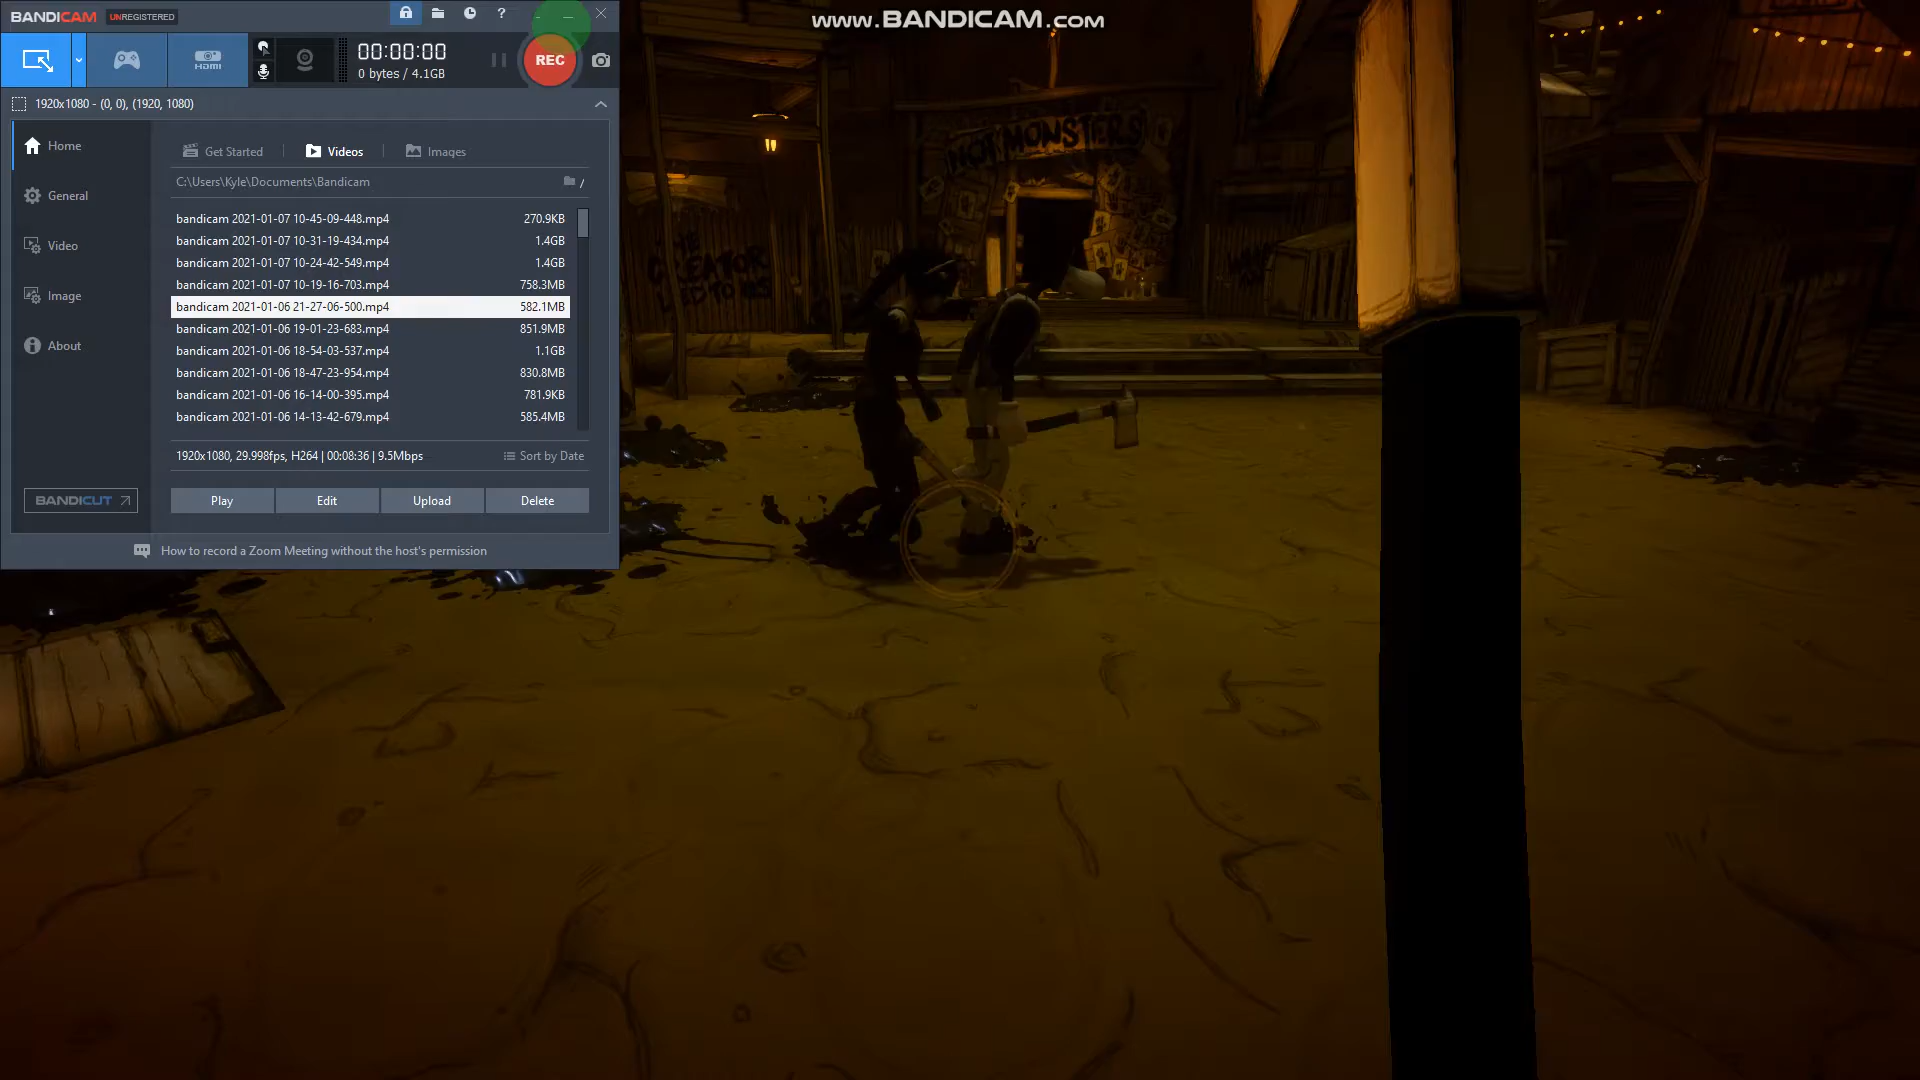 BANDICAM UNREGISTERED
www.BANDICAM.com
HDMI
00:00:00
0 bytes / 4.1GB
REC
1920x1080 - (0, 0), (1920, 1080)
Home
General
Video
Image
About
BANDICUT
Get Started
Videos
Images
C:\Users\Kyle\Documents\Bandicam
/
bandicam 2021-01-07 10-45-09-448.mp4 270.9KB
bandicam 2021-01-07 10-31-19-434.mp4 1.4GB
bandicam 2021-01-07 10-24-42-549.mp4 1.4GB
bandicam 2021-01-07 10-19-16-703.mp4 758.3MB
bandicam 2021-01-06 21-27-06-500.mp4 582.1MB
bandicam 2021-01-06 19-01-23-683.mp4 851.9MB
bandicam 2021-01-06 18-54-03-537.mp4 1.1GB
bandicam 2021-01-06 18-47-23-954.mp4 830.8MB
bandicam 2021-01-06 16-14-00-395.mp4 781.9KB
bandicam 2021-01-06 14-13-42-679.mp4 585.4MB
1920x1080, 29.998fps, H264 | 00:08:36 | 9.5Mbps
Sort by Date
Play
Edit
Upload
Delete
How to record a Zoom Meeting without the host's permission
MONSTERS
THE
CREATOR
LIED TO US